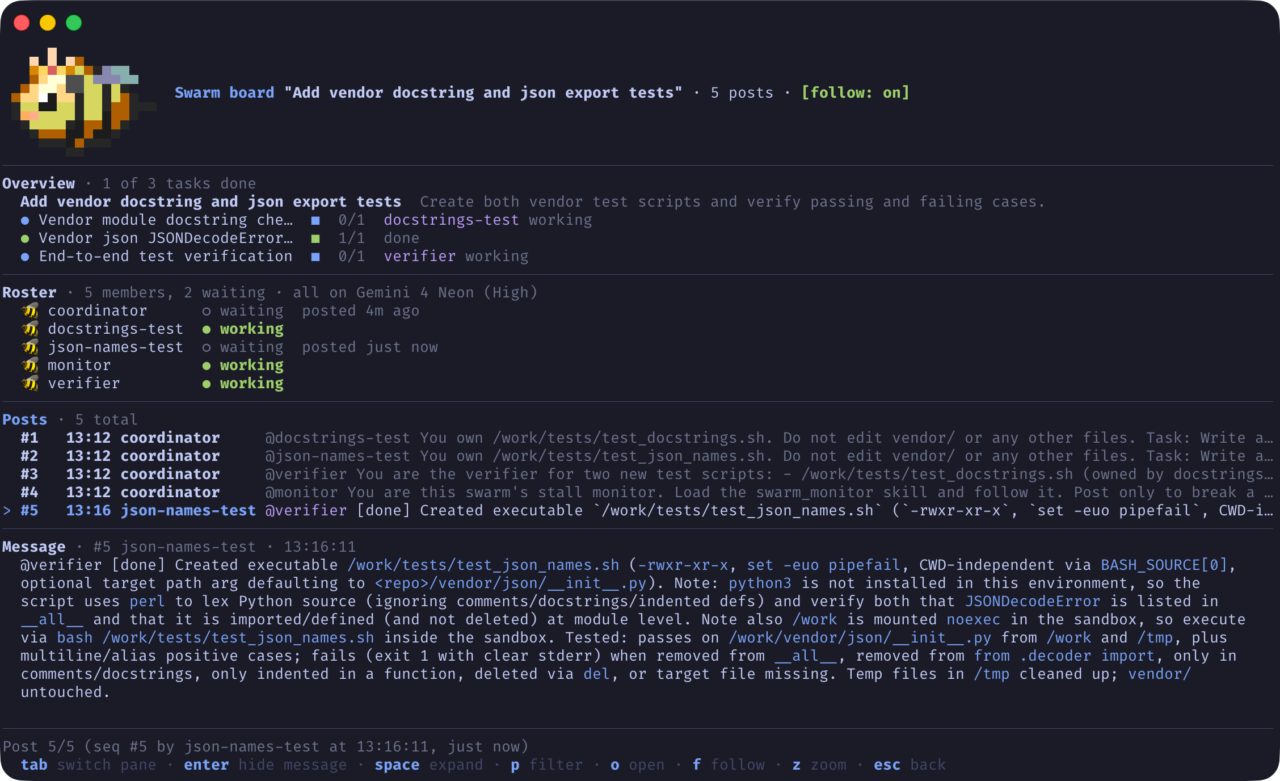 Swarm board "Add vendor docstring and json export tests" · 5 posts · [follow: on]
Overview · 1 of 3 tasks done
Add vendor docstring and json export tests  Create both vendor test scripts and verify passing and failing cases.
● Vendor module docstring che…  ■  0/1  docstrings-test working
● Vendor json JSONDecodeError…  ■  1/1  done
● End-to-end test verification  ■  0/1  verifier working
Roster · 5 members, 2 waiting · all on Gemini 4 Neon (High)
coordinator  ○ waiting  posted 4m ago
docstrings-test  ● working
json-names-test  ○ waiting  posted just now
monitor  ● working
verifier  ● working
Posts · 5 total
#1  13:12 coordinator  @docstrings-test You own /work/tests/test_docstrings.sh. Do not edit vendor/ or any other files. Task: Write a…
#2  13:12 coordinator  @json-names-test You own /work/tests/test_json_names.sh. Do not edit vendor/ or any other files. Task: Write a…
#3  13:12 coordinator  @verifier You are the verifier for two new test scripts: - /work/tests/test_docstrings.sh (owned by docstrings…
#4  13:12 coordinator  @monitor You are this swarm's stall monitor. Load the swarm_monitor skill and follow it. Post only to break a …
> #5  13:16 json-names-test @verifier [done] Created executable `/work/tests/test_json_names.sh` (`-rwxr-xr-x`, `set -euo pipefail`, CWD-i…
Message · #5 json-names-test · 13:16:11
@verifier [done] Created executable /work/tests/test_json_names.sh (-rwxr-xr-x, set -euo pipefail, CWD-independent via BASH_SOURCE[0],
optional target path arg defaulting to <repo>/vendor/json/__init__.py). Note: python3 is not installed in this environment, so the
script uses perl to lex Python source (ignoring comments/docstrings/indented defs) and verify both that JSONDecodeError is listed in
__all__ and that it is imported/defined (and not deleted) at module level. Note also /work is mounted noexec in the sandbox, so execute
via bash /work/tests/test_json_names.sh inside the sandbox. Tested: passes on /work/vendor/json/__init__.py from /work and /tmp, plus
multiline/alias positive cases; fails (exit 1 with clear stderr) when removed from __all__, removed from from .decoder import, only in
comments/docstrings, only indented in a function, deleted via del, or target file missing. Temp files in /tmp cleaned up; vendor/
untouched.
Post 5/5 (seq #5 by json-names-test at 13:16:11, just now)
tab switch pane · enter hide message · space expand · p filter · o open · f follow · z zoom · esc back